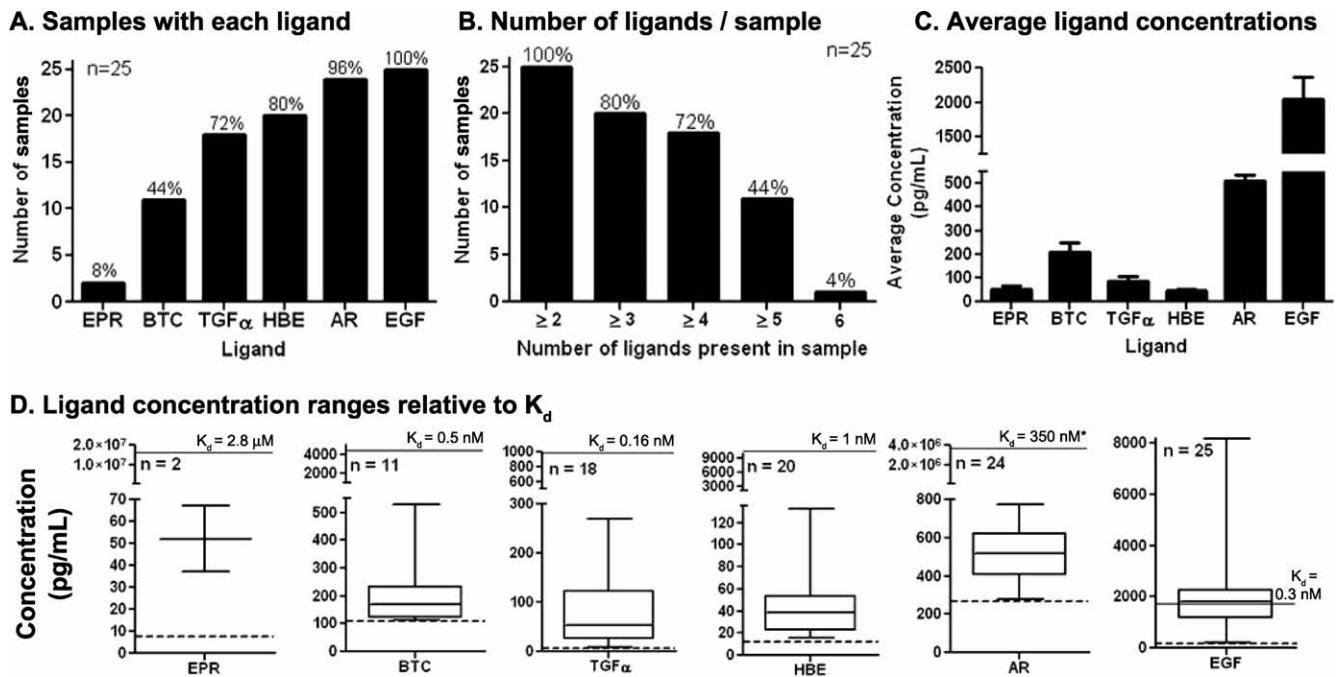 A. Samples with each ligand
n=25
Number of samples
25
20
15
10
5
0
8%
44%
72%
80%
96%
100%
EPR BTC TGFα HBE AR EGF
Ligand
B. Number of ligands / sample
n=25
Number of samples
25
20
15
10
5
0
100%
80%
72%
44%
4%
≥2 ≥3 ≥4 ≥5 6
Number of ligands present in sample
C. Average ligand concentrations
Average Concentration
(pg/mL)
2500
2000
1500
500
400
300
200
100
0
EPR BTC TGFα HBE AR EGF
Ligand
D. Ligand concentration ranges relative to Kd
Concentration
(pg/mL)
Kd = 2.8 µM
2.0×10⁷
1.0×10⁷
n = 2
70
60
50
40
30
20
10
0
EPR
Kd = 0.5 nM
4000
2000
n = 11
500
400
300
200
100
0
BTC
Kd = 0.16 nM
1000
800
600
400
n = 18
300
200
100
0
TGFα
Kd = 1 nM
9000
6000
3000
n = 20
120
100
80
60
40
20
0
HBE
Kd = 350 nM*
4.0×10⁶
2.0×10⁶
n = 24
800
600
400
200
0
AR
n = 25
8000
6000
4000
2000
0
Kd =
0.3 nM
EGF